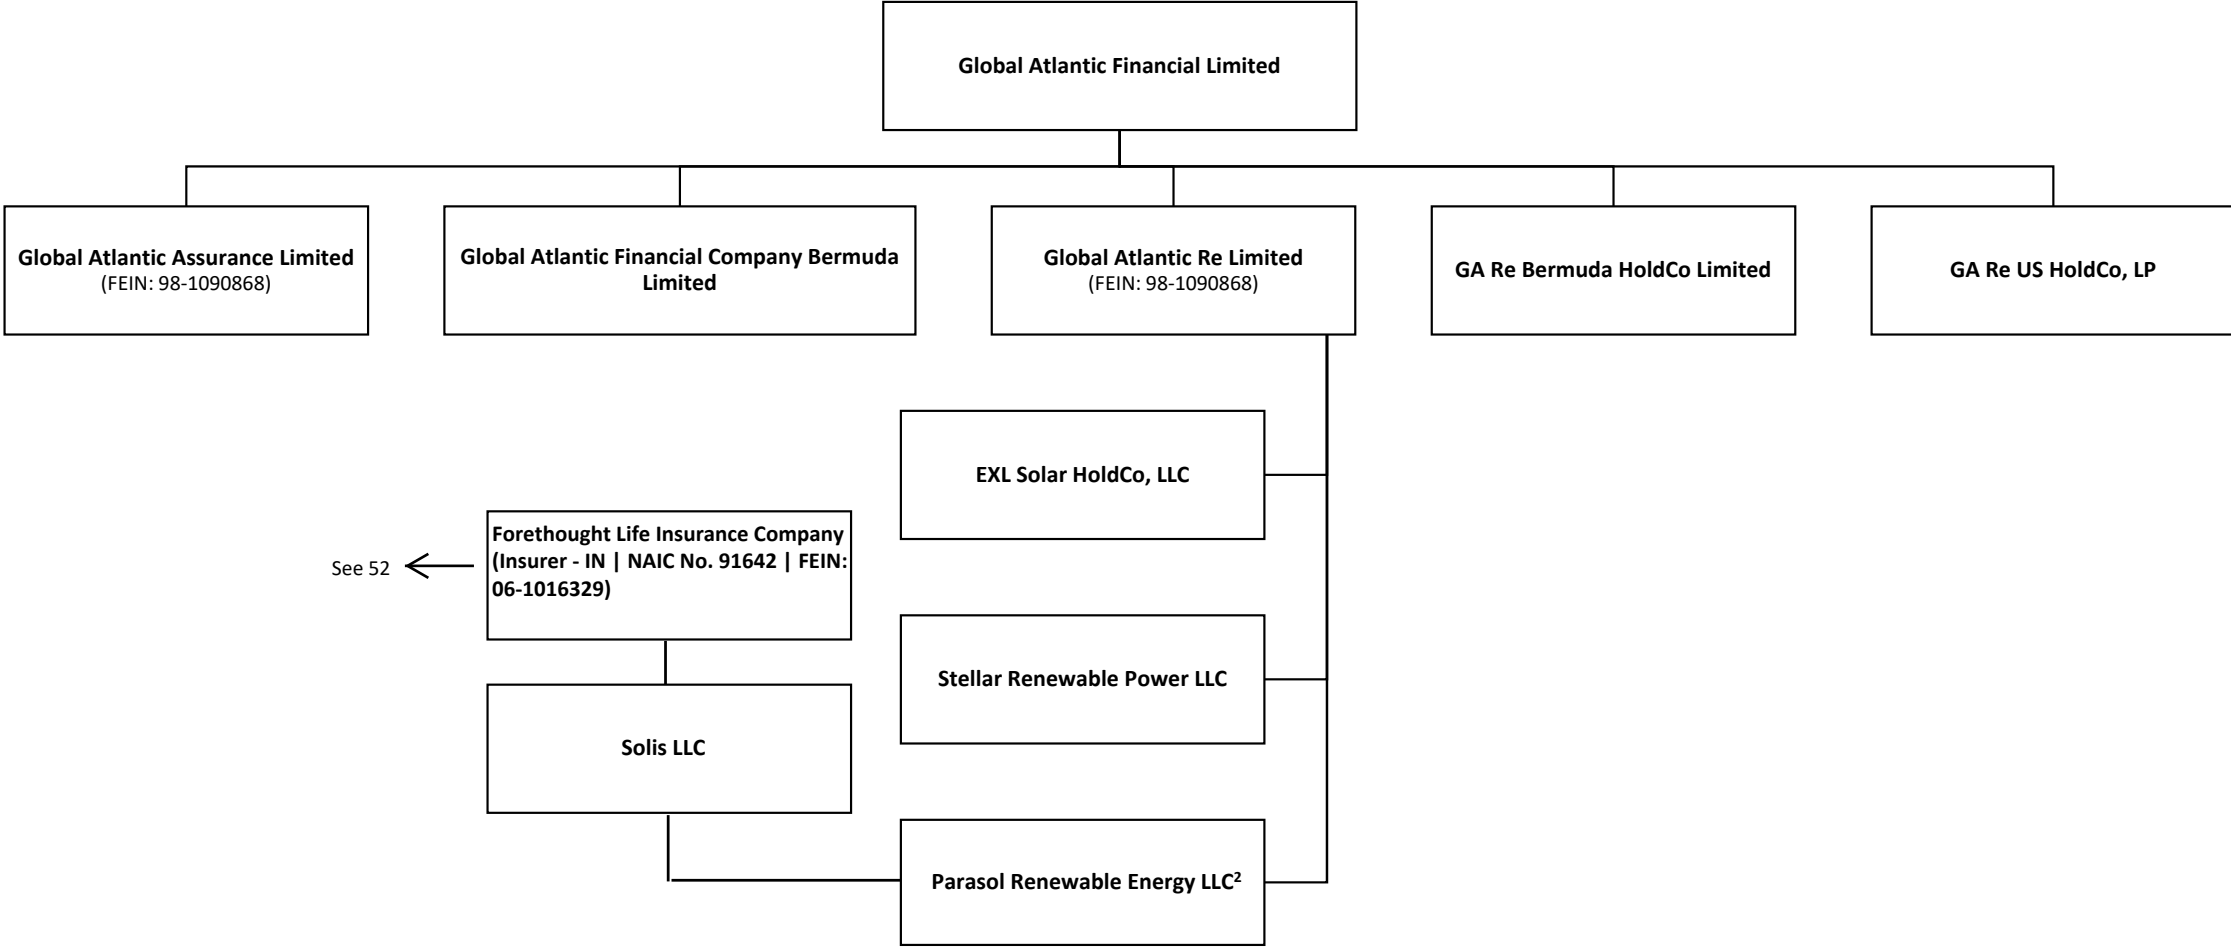 Global Atlantic Financial Limited
Global Atlantic Assurance Limited
(FEIN: 98-1090868)
Global Atlantic Financial Company Bermuda
Limited
Global Atlantic Re Limited
(FEIN: 98-1090868)
GA Re Bermuda HoldCo Limited
GA Re US HoldCo, LP
EXL Solar HoldCo, LLC
See 52
Forethought Life Insurance Company
(Insurer - IN | NAIC No. 91642 | FEIN:
06-1016329)
Stellar Renewable Power LLC
Solis LLC
Parasol Renewable Energy LLC²